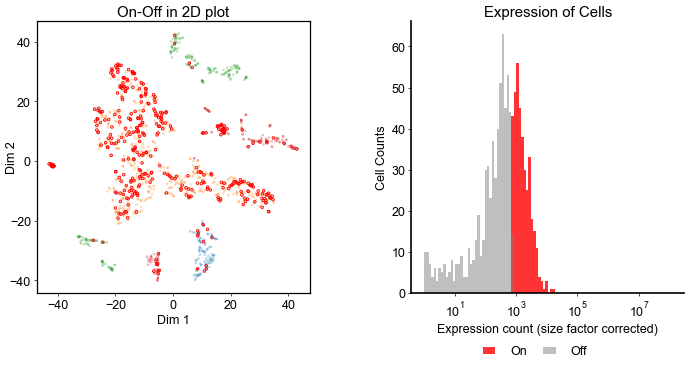 On-Off in 2D plot
Dim 2
40
20
0
−20
−40
−40 −20 0 20 40
Dim 1
Expression of Cells
Cell Counts
60
50
40
30
20
10
0
10^1 10^3 10^5 10^7
Expression count (size factor corrected)
On Off